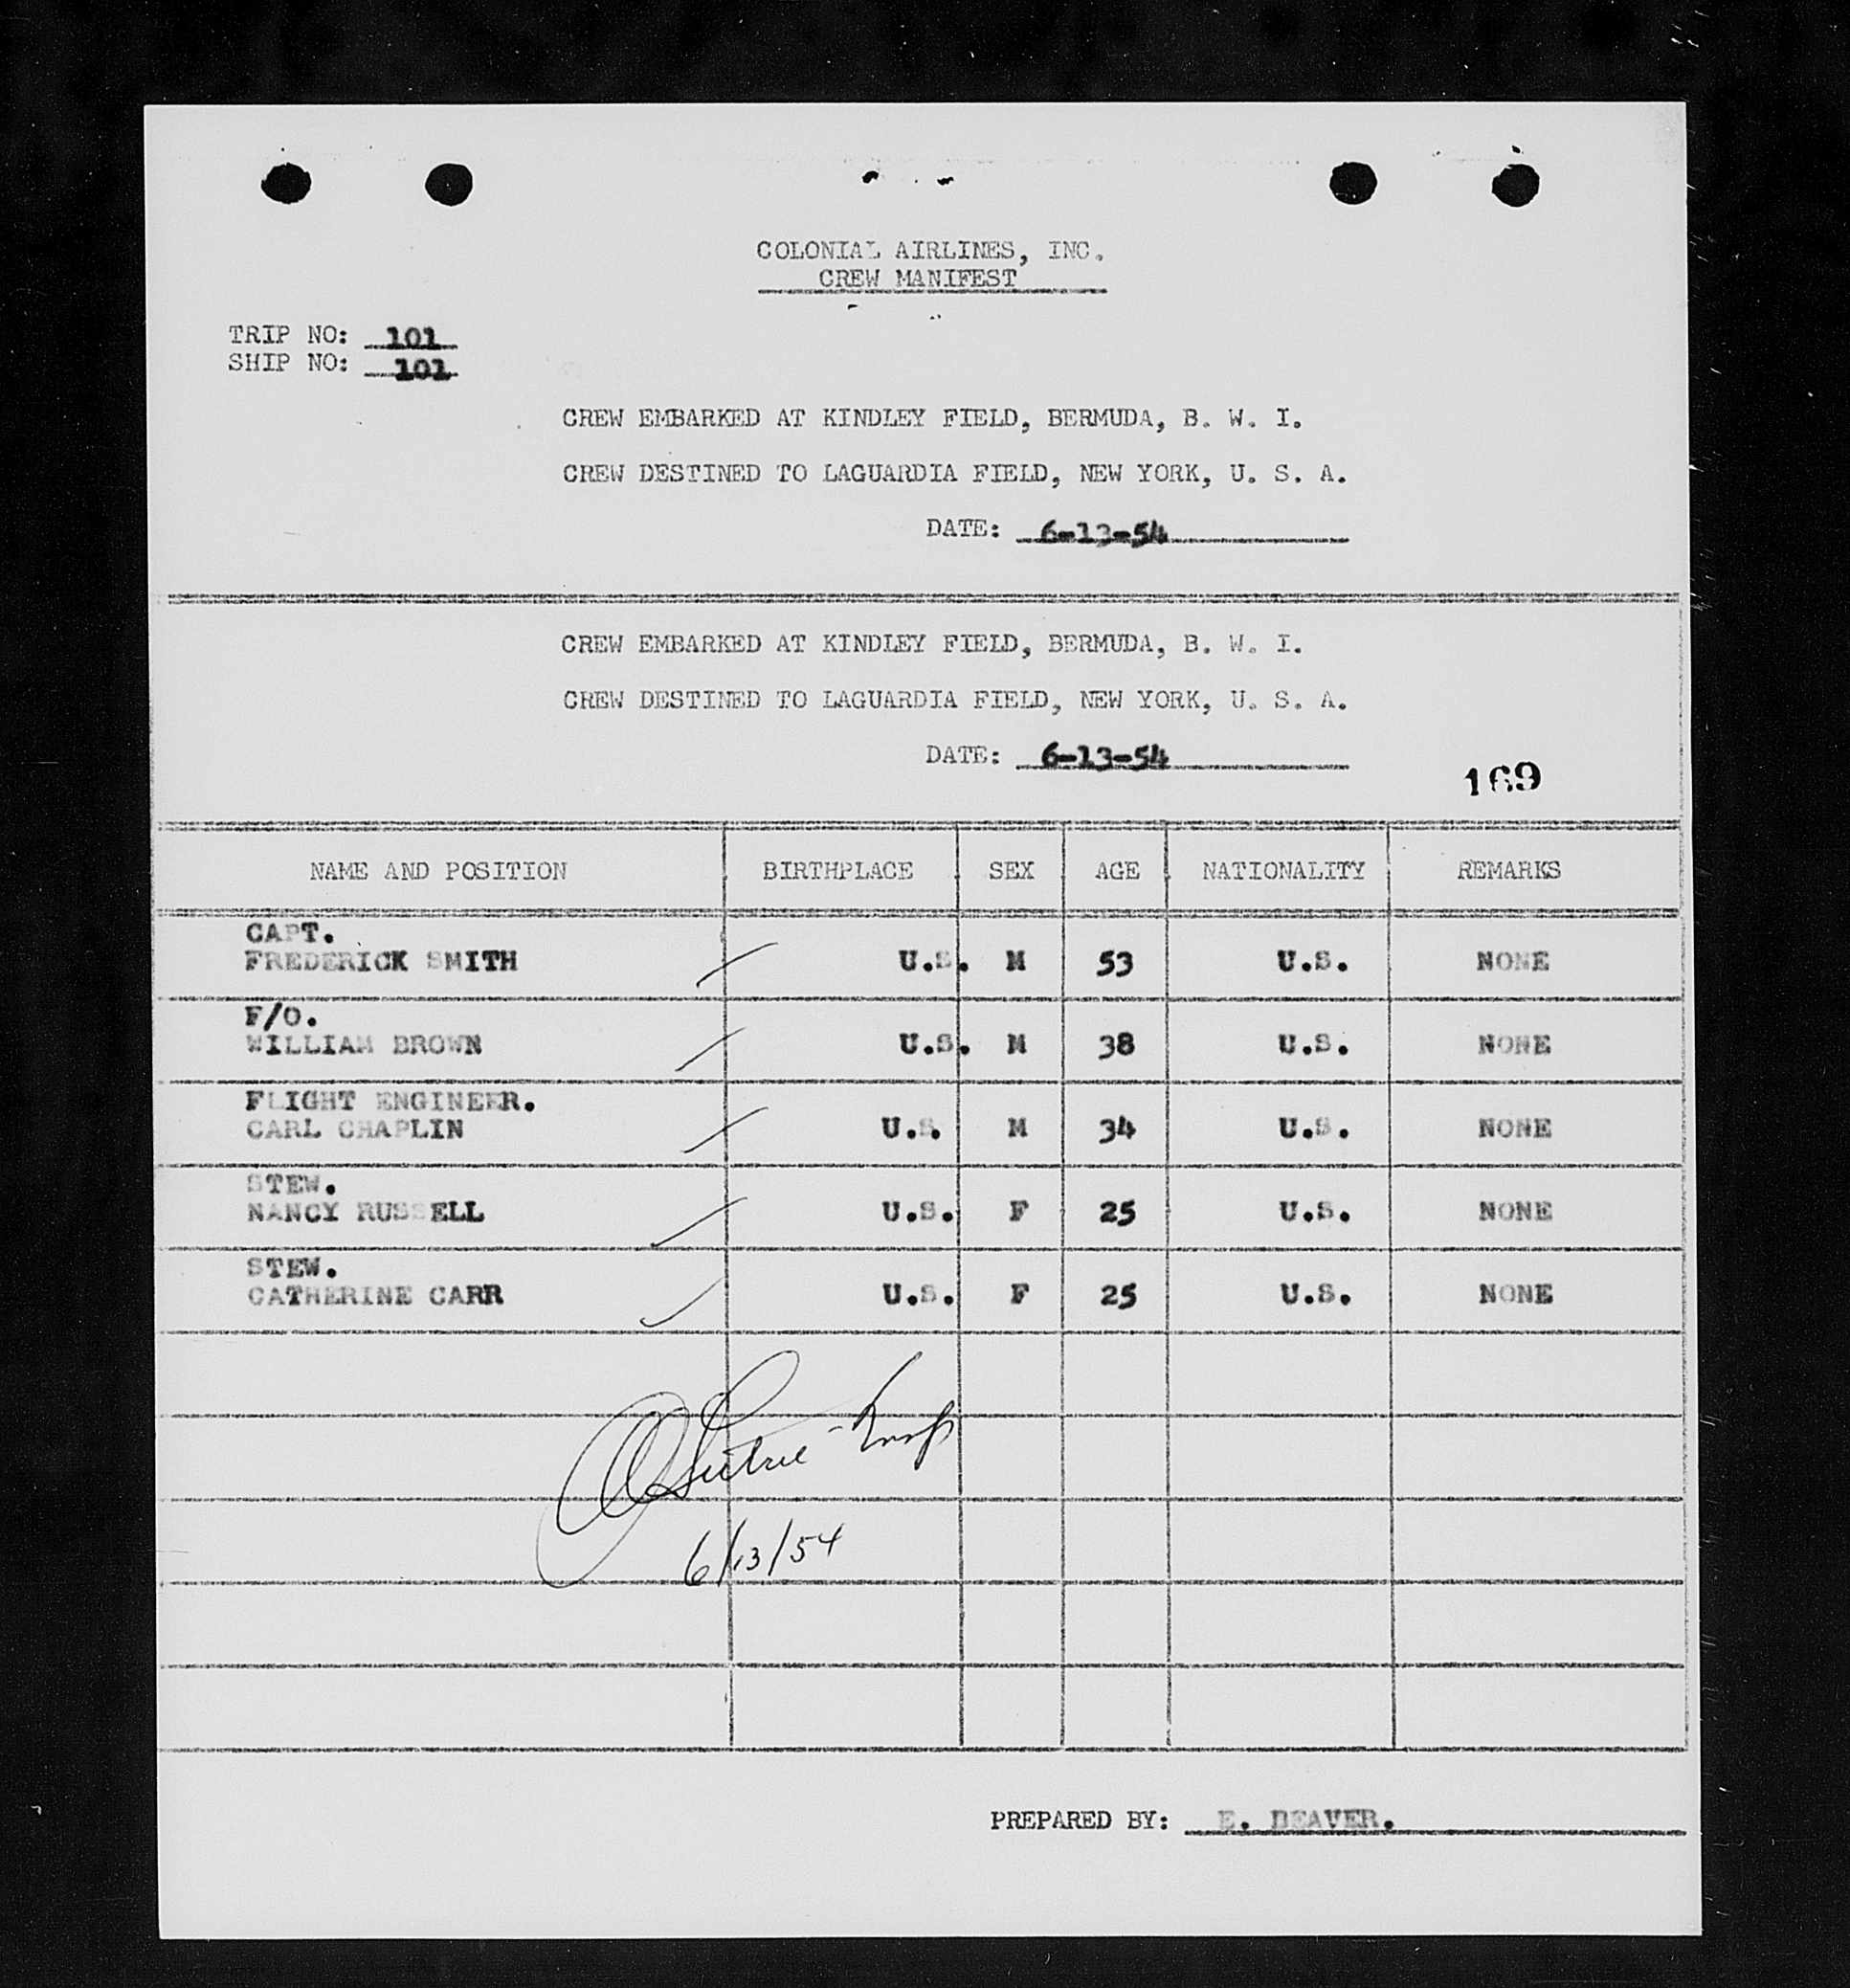 COLONIAL AIRLINES, INC.
CREW MANIFEST
TRIP NO: 101
SHIP NO: 101
CREW EMBARKED AT KINDLEY FIELD, BERMUDA, B. W. I.
CREW DESTINED TO LAGUARDIA FIELD, NEW YORK, U. S. A.
DATE: 6-13-54
CREW EMBARKED AT KINDLEY FIELD, BERMUDA, B. W. I.
CREW DESTINED TO LAGUARDIA FIELD, NEW YORK, U. S. A.
DATE: 6-13-54
169
NAME AND POSITION BIRTHPLACE SEX AGE NATIONALITY REMARKS
CAPT.
FREDERICK SMITH U.S. M 53 U.S. NONE
F/O.
WILLIAM BROWN U.S. M 38 U.S. NONE
FLIGHT ENGINEER.
CARL CHAPLIN U.S. M 34 U.S. NONE
STEW.
NANCY RUSSELL U.S. F 25 U.S. NONE
STEW.
CATHERINE CARR U.S. F 25 U.S. NONE
6/13/54
PREPARED BY: E. DEAVER.